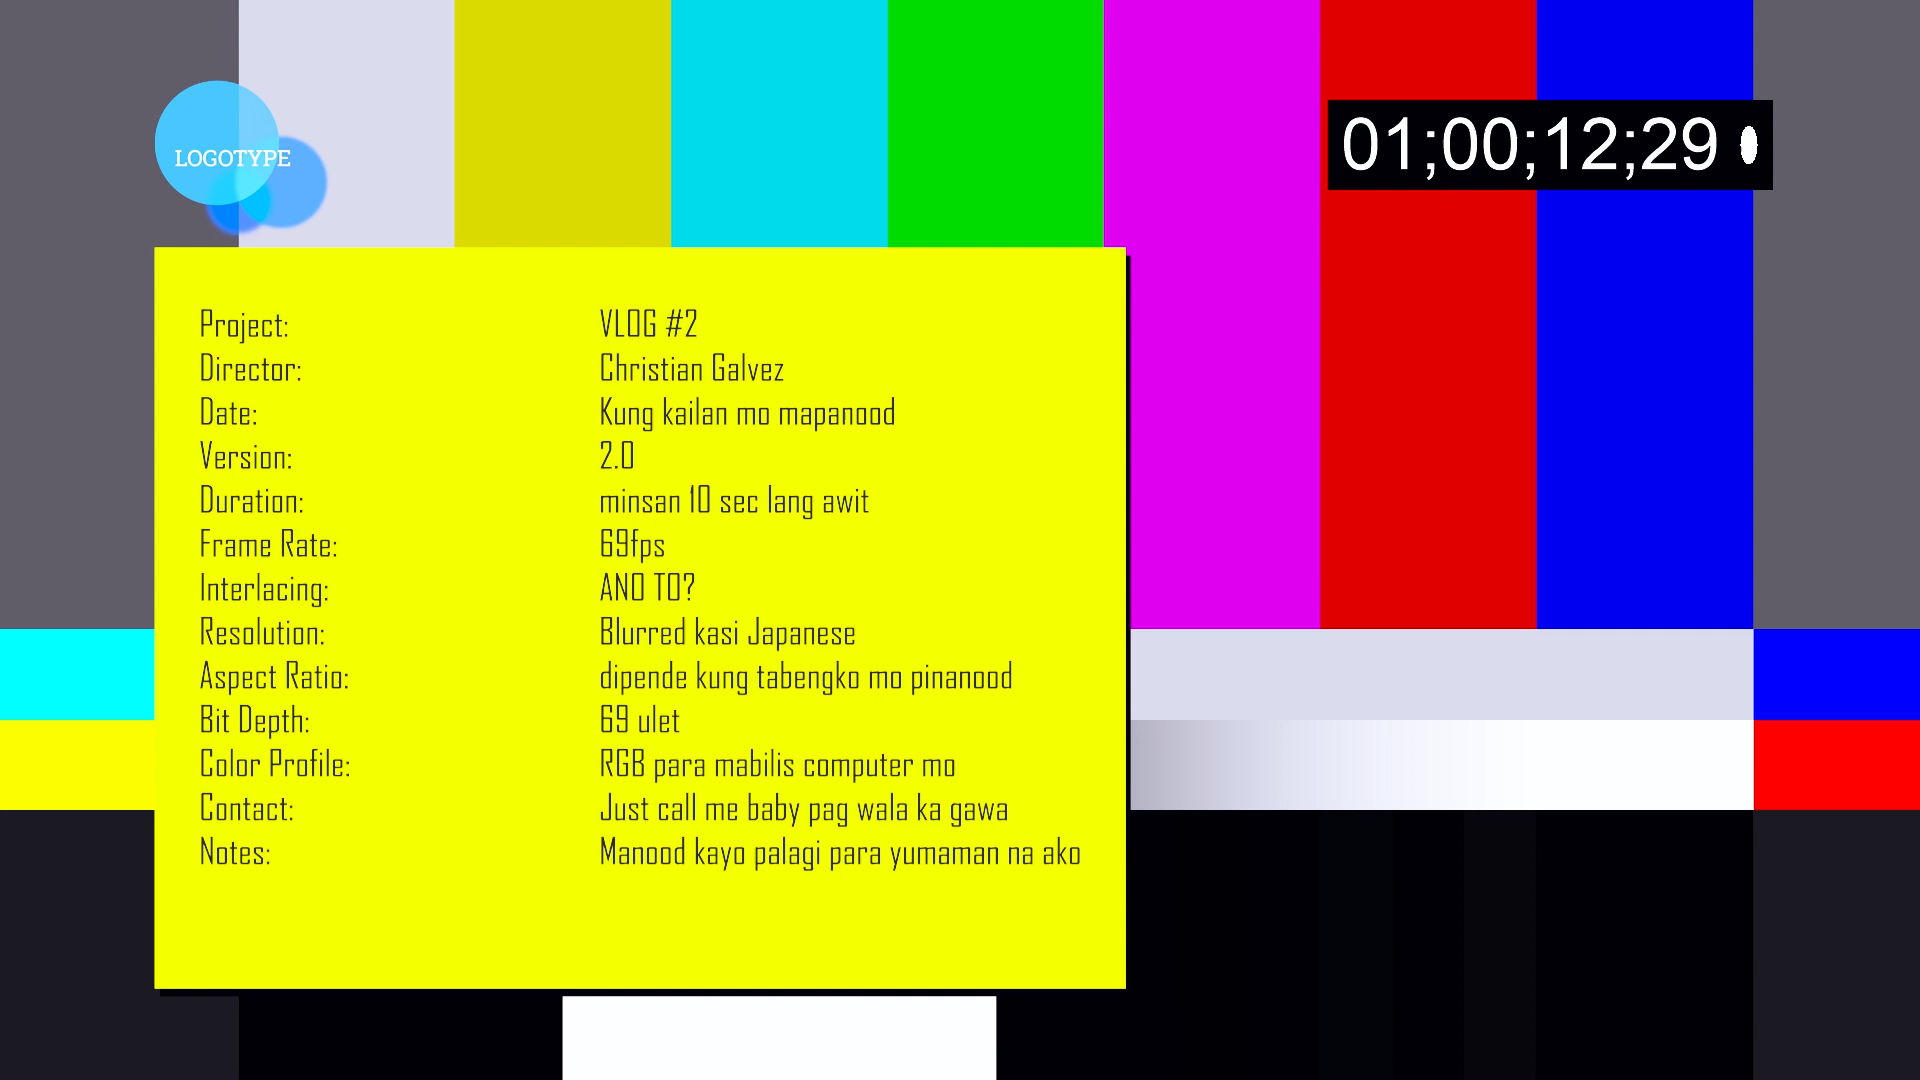 LOGOTYPE
01;00;12;29
Project: VLOG #2
Director: Christian Galvez
Date: Kung kailan mo mapanood
Version: 2.0
Duration: minsan 10 sec lang awit
Frame Rate: 69fps
Interlacing: ANO TO?
Resolution: Blurred kasi Japanese
Aspect Ratio: dipende kung tabengko mo pinanood
Bit Depth: 69 ulet
Color Profile: RGB para mabilis computer mo
Contact: Just call me baby pag wala ka gawa
Notes: Manood kayo palagi para yumaman na ako